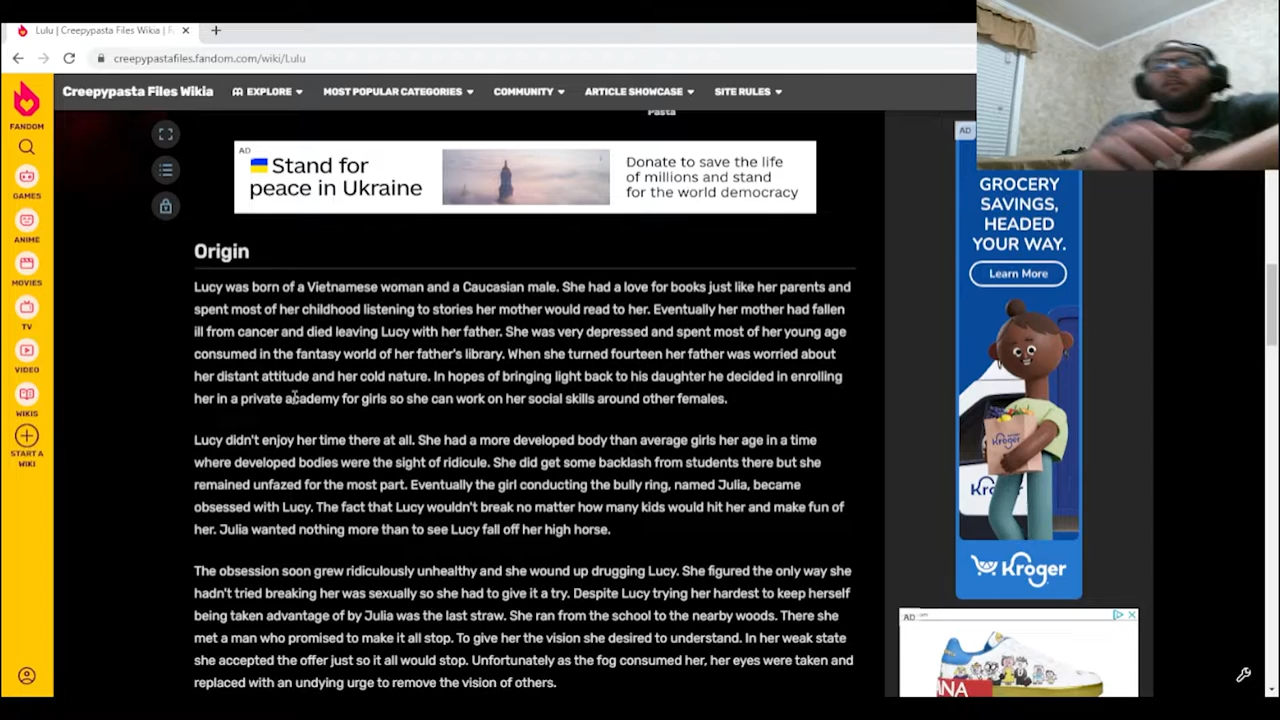 Lulu | Creepypasta Files Wikia | F
creepypastafiles.fandom.com/wiki/Lulu
FANDOM
Creepypasta Files Wikia
EXPLORE
MOST POPULAR CATEGORIES
COMMUNITY
ARTICLE SHOWCASE
SITE RULES
Pasta
GAMES
ANIME
MOVIES
TV
VIDEO
WIKIS
START A
WIKI
AD
Stand for
peace in Ukraine
Donate to save the life
of millions and stand
for the world democracy
Origin
Lucy was born of a Vietnamese woman and a Caucasian male. She had a love for books just like her parents and
spent most of her childhood listening to stories her mother would read to her. Eventually her mother had fallen
ill from cancer and died leaving Lucy with her father. She was very depressed and spent most of her young age
consumed in the fantasy world of her father's library. When she turned fourteen her father was worried about
her distant attitude and her cold nature. In hopes of bringing light back to his daughter he decided in enrolling
her in a private academy for girls so she can work on her social skills around other females.
Lucy didn't enjoy her time there at all. She had a more developed body than average girls her age in a time
where developed bodies were the sight of ridicule. She did get some backlash from students there but she
remained unfazed for the most part. Eventually the girl conducting the bully ring, named Julia, became
obsessed with Lucy. The fact that Lucy wouldn't break no matter how many kids would hit her and make fun of
her. Julia wanted nothing more than to see Lucy fall off her high horse.
The obsession soon grew ridiculously unhealthy and she wound up drugging Lucy. She figured the only way she
hadn't tried breaking her was sexually so she had to give it a try. Despite Lucy trying her hardest to keep herself
being taken advantage of by Julia was the last straw. She ran from the school to the nearby woods. There she
met a man who promised to make it all stop. To give her the vision she desired to understand. In her weak state
she accepted the offer just so it all would stop. Unfortunately as the fog consumed her, her eyes were taken and
replaced with an undying urge to remove the vision of others.
AD
GROCERY
SAVINGS,
HEADED
YOUR WAY.
Learn More
Kroger
Kro
Kroger
AD
ANA